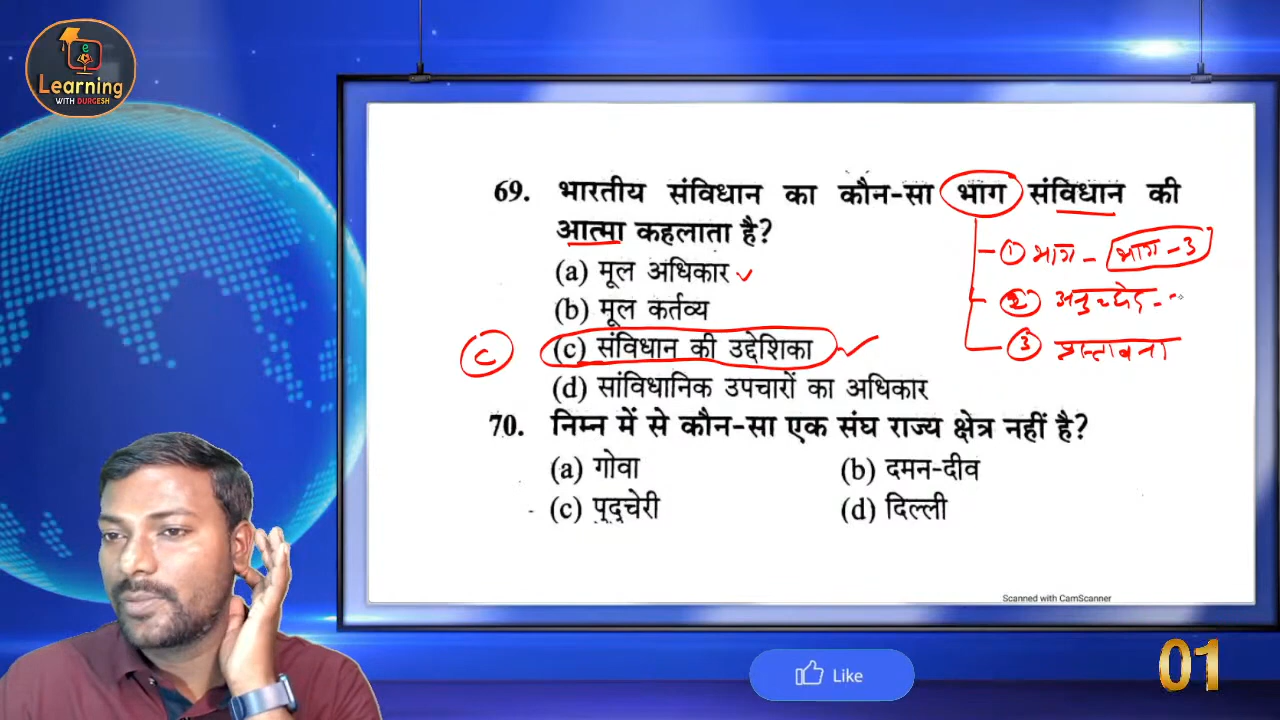 e
Learning
WITH DURGESH
69. भारतीय संविधान का कौन-सा भाग संविधान की
आत्मा कहलाता है?
(a) मूल अधिकार
(b) मूल कर्तव्य
(c) संविधान की उद्देशिका
(d) सांविधानिक उपचारों का अधिकार
C
① भाग - भाग - 3
② अनुच्छेद -
③ प्रस्तावना
70. निम्न में से कौन-सा एक संघ राज्य क्षेत्र नहीं है?
(a) गोवा (b) दमन-दीव
(c) पुद्चेरी (d) दिल्ली
Scanned with CamScanner
Like
01